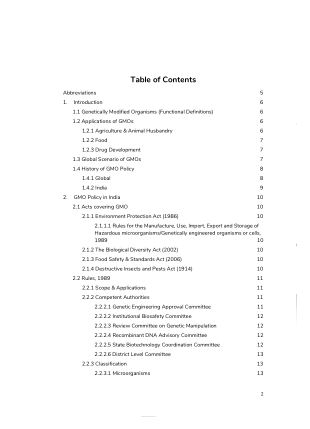 Table of Contents
Abbreviations 5
1. Introduction 6
1.1 Genetically Modified Organisms (Functional Definitions) 6
1.2 Applications of GMOs 6
1.2.1 Agriculture & Animal Husbandry 6
1.2.2 Food 7
1.2.3 Drug Development 7
1.3 Global Scenario of GMOs 7
1.4 History of GMO Policy 8
1.4.1 Global 8
1.4.2 India 9
2. GMO Policy in India 10
2.1 Acts covering GMO 10
2.1.1 Environment Protection Act (1986) 10
2.1.1.1 Rules for the Manufacture, Use, Import, Export and Storage of
Hazardous microorganisms/Genetically engineered organisms or cells,
1989 10
2.1.2 The Biological Diversity Act (2002) 10
2.1.3 Food Safety & Standards Act (2006) 10
2.1.4 Destructive Insects and Pests Act (1914) 10
2.2 Rules, 1989 11
2.2.1 Scope & Applications 11
2.2.2 Competent Authorities 11
2.2.2.1 Genetic Engineering Approval Committee 11
2.2.2.2 Institutional Biosafety Committee 12
2.2.2.3 Review Committee on Genetic Manipulation 12
2.2.2.4 Recombinant DNA Advisory Committee 12
2.2.2.5 State Biotechnology Coordination Committee 12
2.2.2.6 District Level Committee 13
2.2.3 Classification 13
2.2.3.1 Microorganisms 13
2